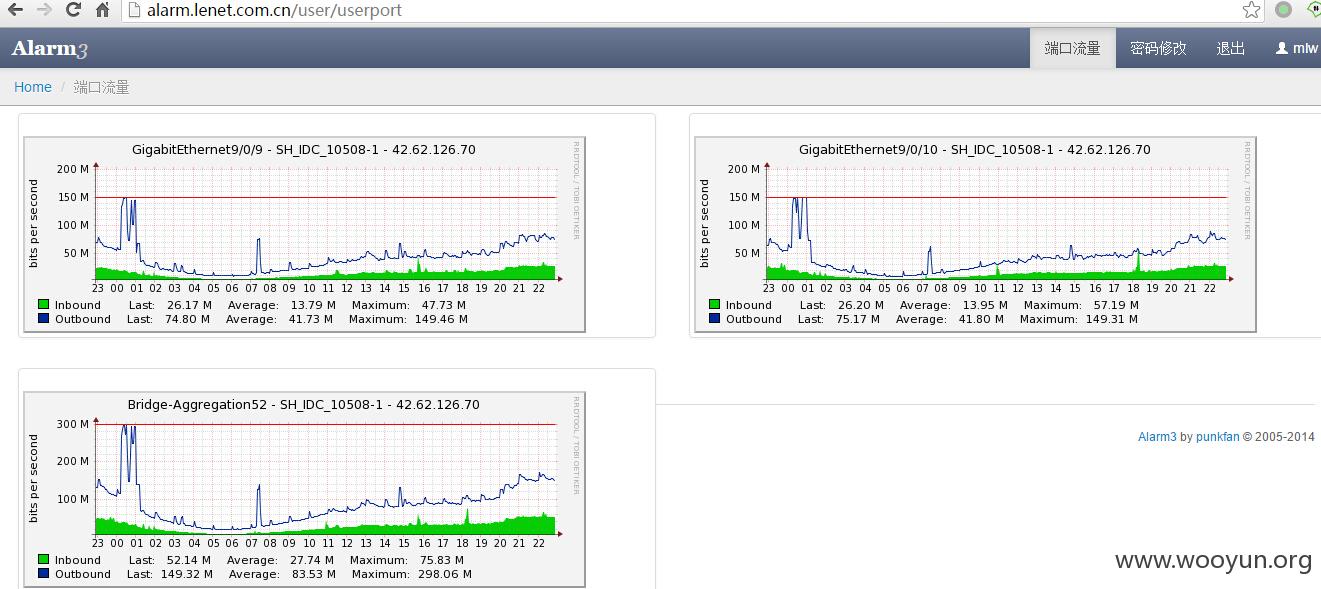 alarm.lenet.com.cn/user/userport
Alarm3
端口流量 密码修改 退出 mlw
Home / 端口流量
GigabitEthernet9/0/9 - SH_IDC_10508-1 - 42.62.126.70
RRDTOOL / TOBI OETIKER
bits per second
200 M
150 M
100 M
50 M
23 00 01 02 03 04 05 06 07 08 09 10 11 12 13 14 15 16 17 18 19 20 21 22
Inbound Last: 26.17 M Average: 13.79 M Maximum: 47.73 M
Outbound Last: 74.80 M Average: 41.73 M Maximum: 149.46 M
GigabitEthernet9/0/10 - SH_IDC_10508-1 - 42.62.126.70
RRDTOOL / TOBI OETIKER
bits per second
200 M
150 M
100 M
50 M
23 00 01 02 03 04 05 06 07 08 09 10 11 12 13 14 15 16 17 18 19 20 21 22
Inbound Last: 26.20 M Average: 13.95 M Maximum: 57.19 M
Outbound Last: 75.17 M Average: 41.80 M Maximum: 149.31 M
Bridge-Aggregation52 - SH_IDC_10508-1 - 42.62.126.70
RRDTOOL / TOBI OETIKER
bits per second
300 M
200 M
100 M
23 00 01 02 03 04 05 06 07 08 09 10 11 12 13 14 15 16 17 18 19 20 21 22
Inbound Last: 52.14 M Average: 27.74 M Maximum: 75.83 M
Outbound Last: 149.32 M Average: 83.53 M Maximum: 298.06 M
Alarm3 by punkfan © 2005-2014
www.wooyun.org